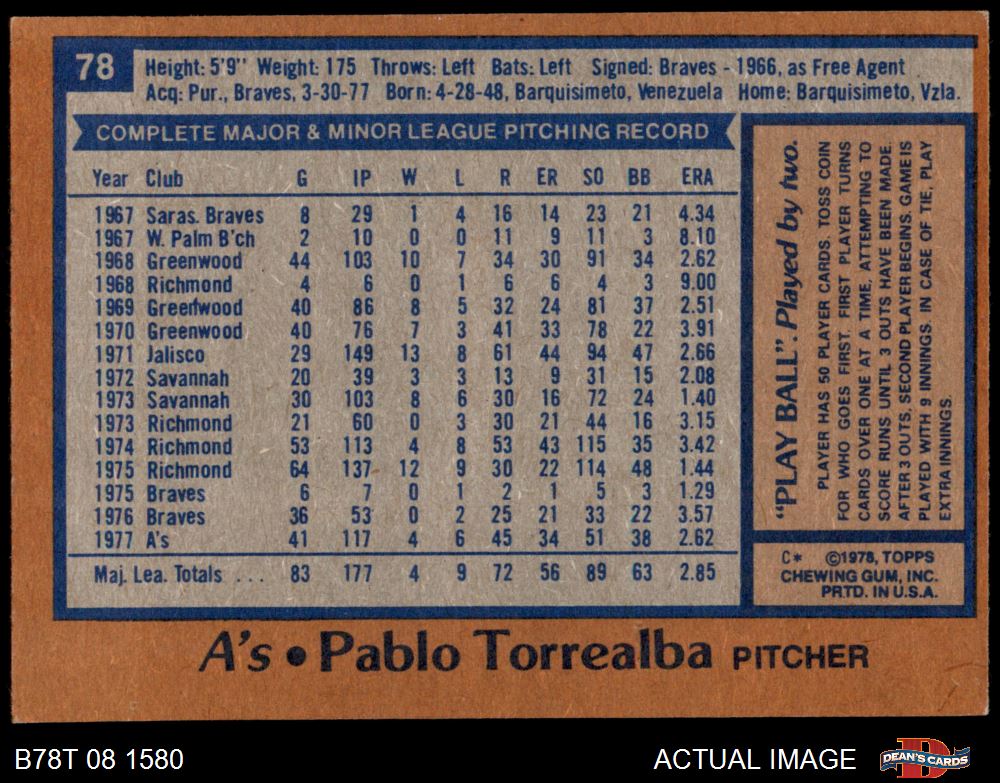 78
Height: 5'9" Weight: 175 Throws: Left Bats: Left Signed: Braves - 1966, as Free Agent
Acq: Pur., Braves, 3-30-77 Born: 4-28-48, Barquisimeto, Venezuela Home: Barquisimeto, Vzla.
COMPLETE MAJOR & MINOR LEAGUE PITCHING RECORD
Year Club G IP W L R ER SO BB ERA
1967 Saras. Braves 8 29 1 4 16 14 23 21 4.34
1967 W. Palm B'ch 2 10 0 0 11 9 11 3 8.10
1968 Greenwood 44 103 10 7 34 30 91 34 2.62
1968 Richmond 4 6 0 1 6 6 4 3 9.00
1969 Greenwood 40 86 8 5 32 24 81 37 2.51
1970 Greenwood 40 76 7 3 41 33 78 22 3.91
1971 Jalisco 29 149 13 8 61 44 94 47 2.66
1972 Savannah 20 39 3 3 13 9 31 15 2.08
1973 Savannah 30 103 8 6 30 16 72 24 1.40
1973 Richmond 21 60 0 3 30 21 44 16 3.15
1974 Richmond 53 113 4 8 53 43 115 35 3.42
1975 Richmond 64 137 12 9 30 22 114 48 1.44
1975 Braves 6 7 0 1 2 1 5 3 1.29
1976 Braves 36 53 0 2 25 21 33 22 3.57
1977 A's 41 117 4 6 45 34 51 38 2.62
Maj. Lea. Totals ... 83 177 4 9 72 56 89 63 2.85
"PLAY BALL". Played by two.
PLAYER HAS 50 PLAYER CARDS. TOSS COIN
FOR WHO GOES FIRST. FIRST PLAYER TURNS
CARDS OVER ONE AT A TIME, ATTEMPTING TO
SCORE RUNS UNTIL 3 OUTS HAVE BEEN MADE.
AFTER 3 OUTS, SECOND PLAYER BEGINS. GAME IS
PLAYED WITH 9 INNINGS. IN CASE OF TIE, PLAY
EXTRA INNINGS.
C* ©1978, TOPPS
CHEWING GUM, INC.
PRTD. IN U.S.A.
A's • Pablo Torrealba PITCHER
B78T 08 1580
ACTUAL IMAGE
DEAN'S CARDS